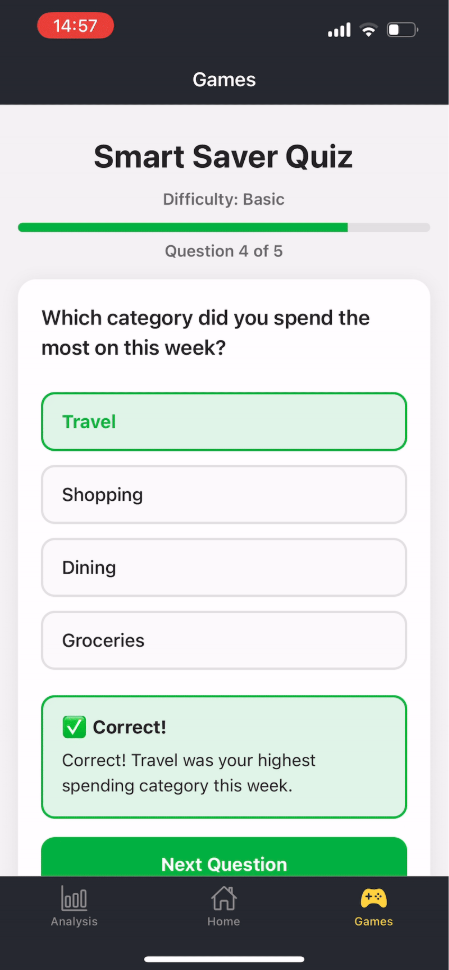 14:57
Games
Smart Saver Quiz
Difficulty: Basic
Question 4 of 5
Which category did you spend the
most on this week?
Travel
Shopping
Dining
Groceries
✅ Correct!
Correct! Travel was your highest
spending category this week.
Next Question
Analysis
Home
Games